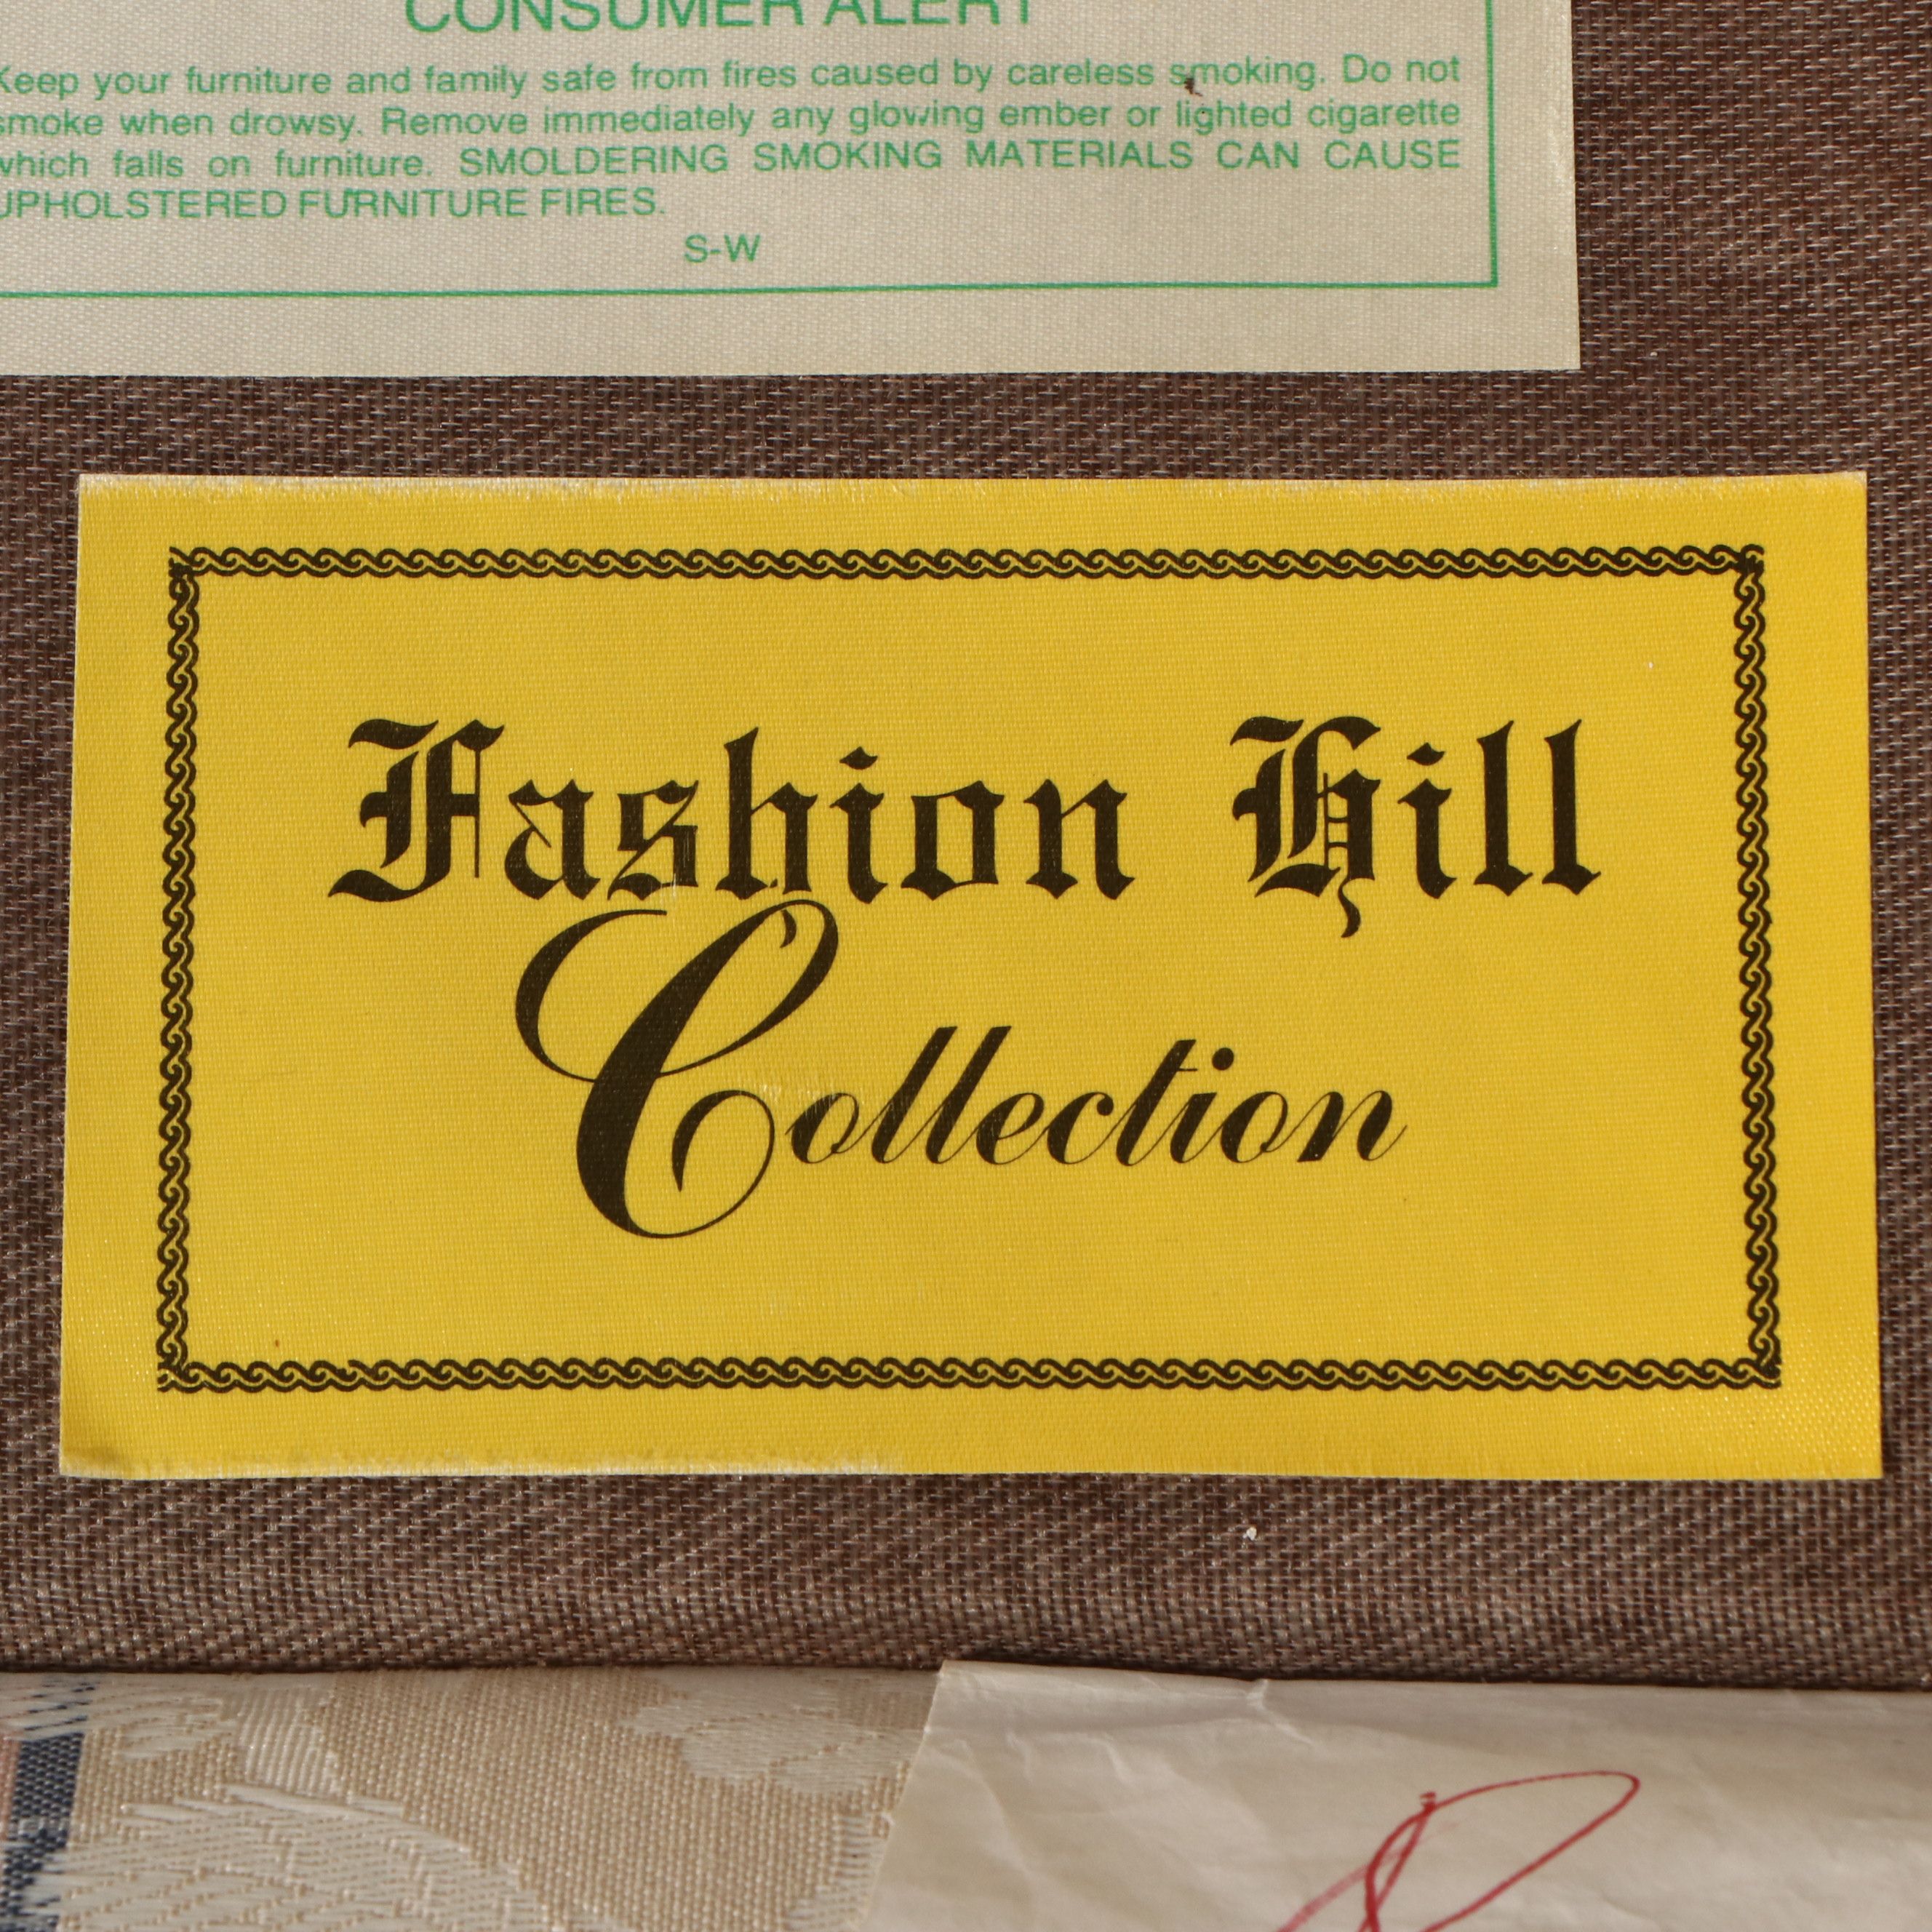 CONSUMER ALERT
Keep your furniture and family safe from fires caused by careless smoking. Do not
smoke when drowsy. Remove immediately any glowing ember or lighted cigarette
which falls on furniture. SMOLDERING SMOKING MATERIALS CAN CAUSE
UPHOLSTERED FURNITURE FIRES.
S-W
Fashion Hill
Collection